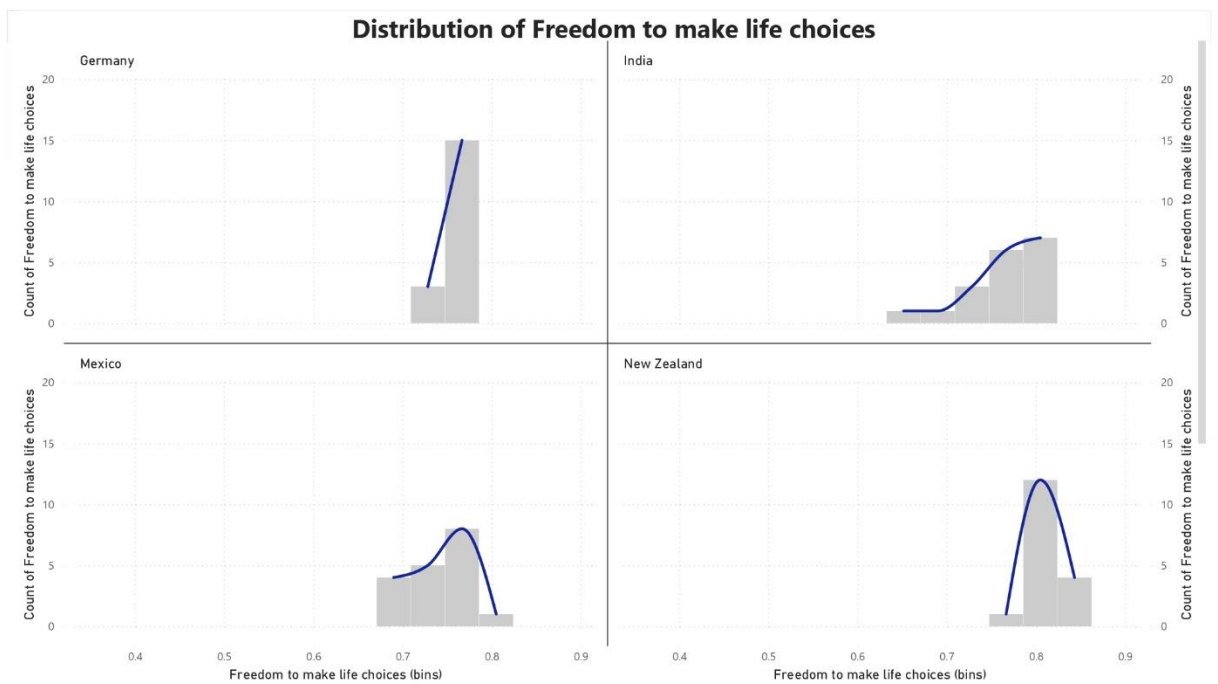 Distribution of Freedom to make life choices
Germany
Count of Freedom to make life choices
20
15
10
5
0
India
20
15
10
5
0
Count of Freedom to make life choices
Mexico
Count of Freedom to make life choices
20
15
10
5
0
0.4 0.5 0.6 0.7 0.8 0.9
Freedom to make life choices (bins)
New Zealand
20
15
10
5
0
Count of Freedom to make life choices
0.4 0.5 0.6 0.7 0.8 0.9
Freedom to make life choices (bins)